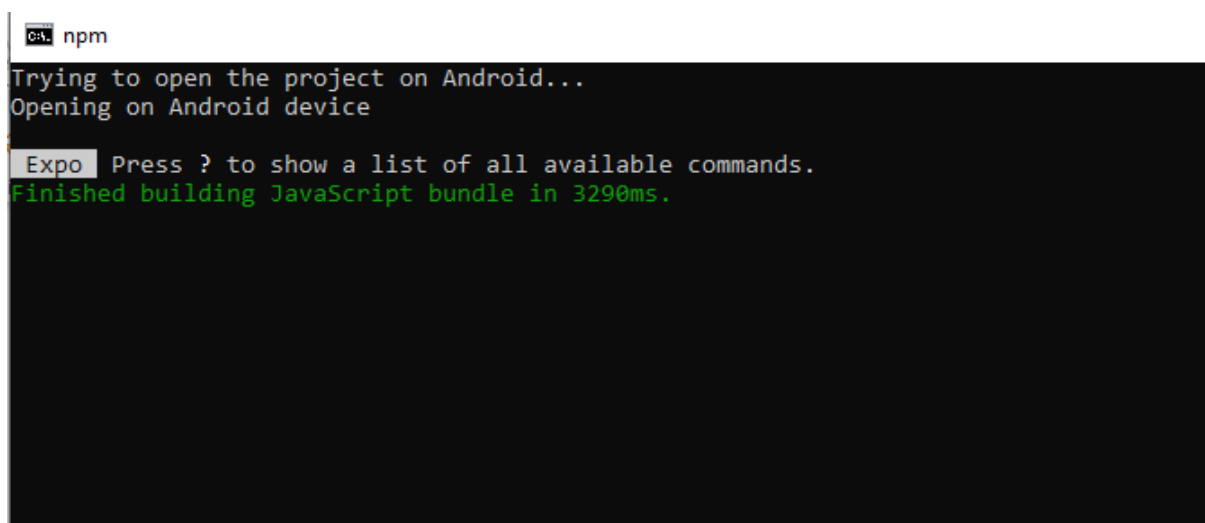 npm
Trying to open the project on Android...
Opening on Android device
Expo Press ? to show a list of all available commands.
Finished building JavaScript bundle in 3290ms.